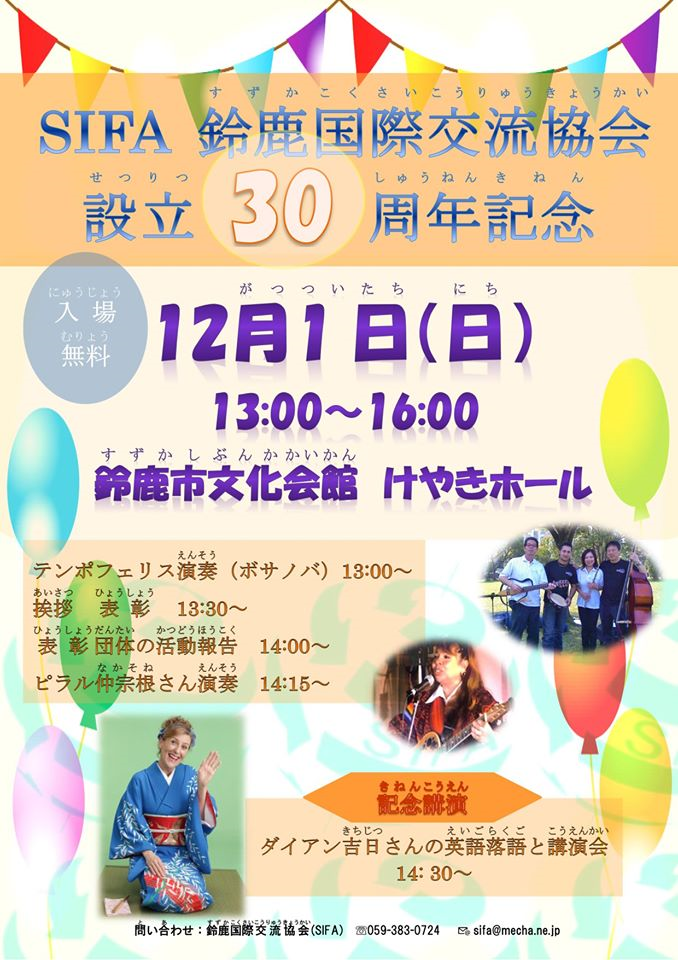 すずかこくさいこうりゅうきょうかい
SIFA 鈴鹿国際交流協会
せつりつ しゅうねんきねん
設立 30 周年記念
にゅうじょう
入場
むりょう
無料
がつついたち にち
12月1日(日)
13:00～16:00
すずかしぶんかかいかん
鈴鹿市文化会館 けやきホール
えんそう
テンポフェリス演奏（ボサノバ）13:00～
あいさつ ひょうしょう
挨拶 表彰 13:30～
ひょうしょうだんたい かつどうほうこく
表彰団体の活動報告 14:00～
なかそね えんそう
ピラル仲宗根さん演奏 14:15～
きねんこうえん
記念講演
きちじつ えいごらくご こうえんかい
ダイアン吉日さんの英語落語と講演会
14:30～
と あ すずかこくさいこうりゅうきょうかい
問い合わせ：鈴鹿国際交流協会(SIFA) ☏059-383-0724 sifa@mecha.ne.jp